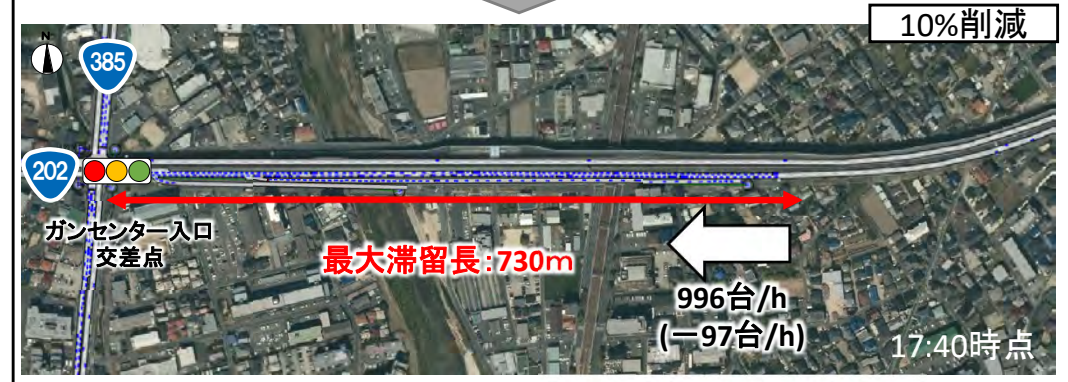 10%削減
N
385
202
ガンセンター入口
交差点
最大滞留長:730m
996台/h
(ー97台/h)
17:40時点